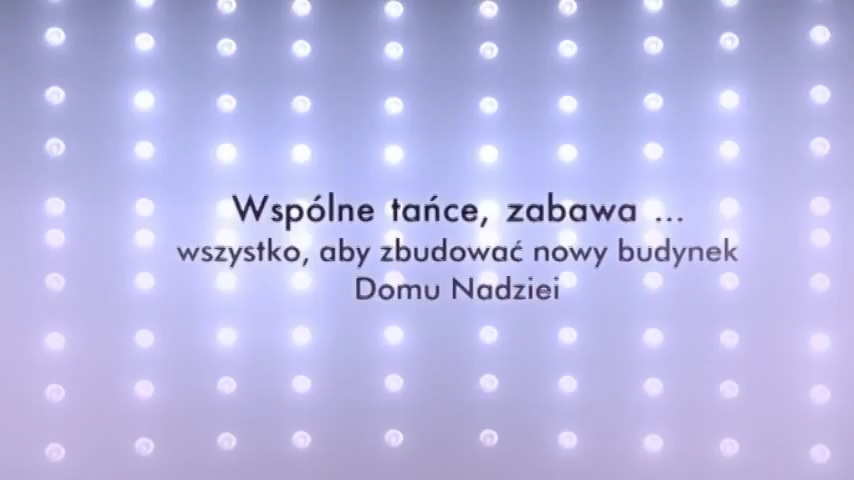 Wspólne tańce, zabawa ...
wszystko, aby zbudować nowy budynek
Domu Nadziei